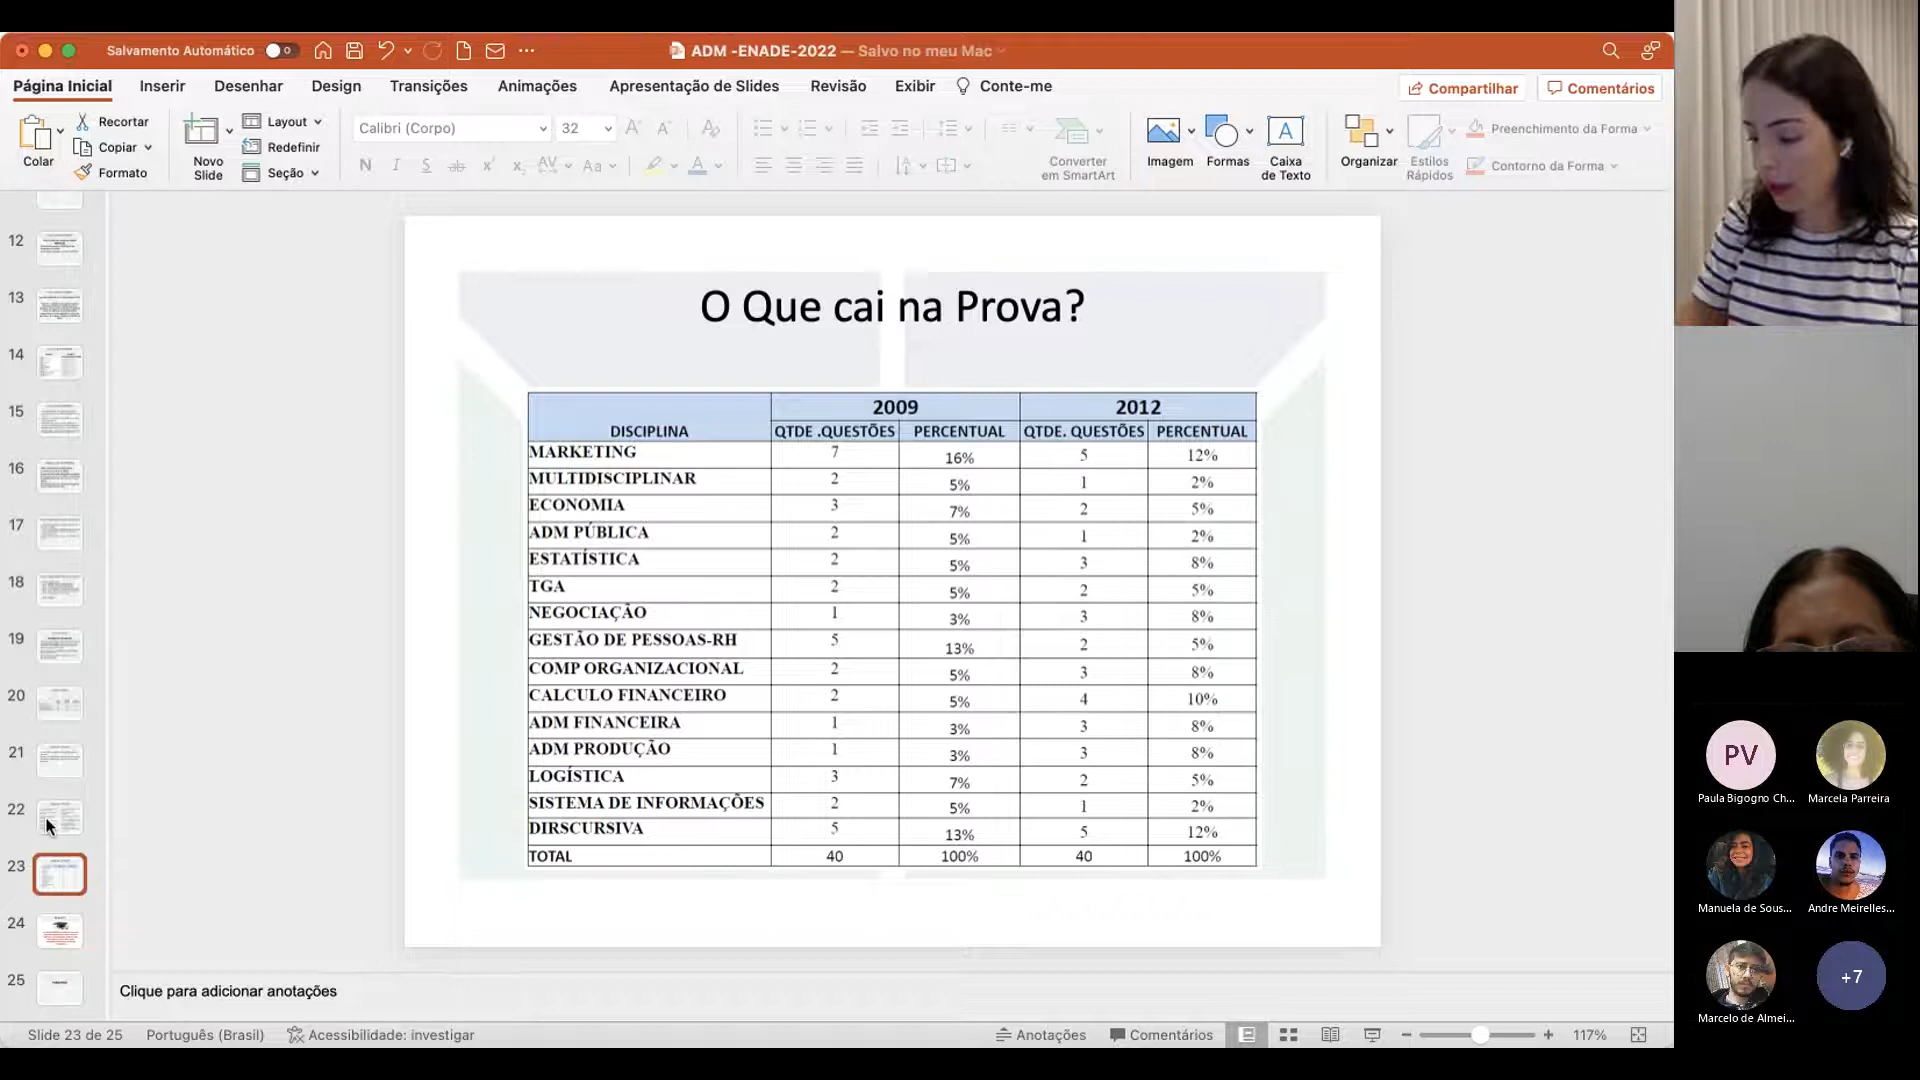 Salvamento Automático
ADM -ENADE-2022 — Salvo no meu Mac
Página Inicial Inserir Desenhar Design Transições Animações Apresentação de Slides Revisão Exibir Conte-me
Compartilhar Comentários
Colar
Recortar
Copiar
Formato
Novo Slide
Layout
Redefinir
Seção
Calibri (Corpo) 32
Converter em SmartArt
Imagem
Formas
Caixa de Texto
Organizar
Estilos Rápidos
Preenchimento da Forma
Contorno da Forma
12
13
14
15
16
17
18
19
20
21
22
23
24
25
O Que cai na Prova?
2009 2012
DISCIPLINA QTDE .QUESTÕES PERCENTUAL QTDE. QUESTÕES PERCENTUAL
MARKETING 7 16% 5 12%
MULTIDISCIPLINAR 2 5% 1 2%
ECONOMIA 3 7% 2 5%
ADM PÚBLICA 2 5% 1 2%
ESTATÍSTICA 2 5% 3 8%
TGA 2 5% 2 5%
NEGOCIAÇÃO 1 3% 3 8%
GESTÃO DE PESSOAS-RH 5 13% 2 5%
COMP ORGANIZACIONAL 2 5% 3 8%
CALCULO FINANCEIRO 2 5% 4 10%
ADM FINANCEIRA 1 3% 3 8%
ADM PRODUÇÃO 1 3% 3 8%
LOGÍSTICA 3 7% 2 5%
SISTEMA DE INFORMAÇÕES 2 5% 1 2%
DIRSCURSIVA 5 13% 5 12%
TOTAL 40 100% 40 100%
Clique para adicionar anotações
Slide 23 de 25 Português (Brasil) Acessibilidade: investigar Anotações Comentários 117%
PV
Paula Bigogno Ch... Marcela Parreira
Manuela de Sous... Andre Meirelles...
+7
Marcelo de Almei...